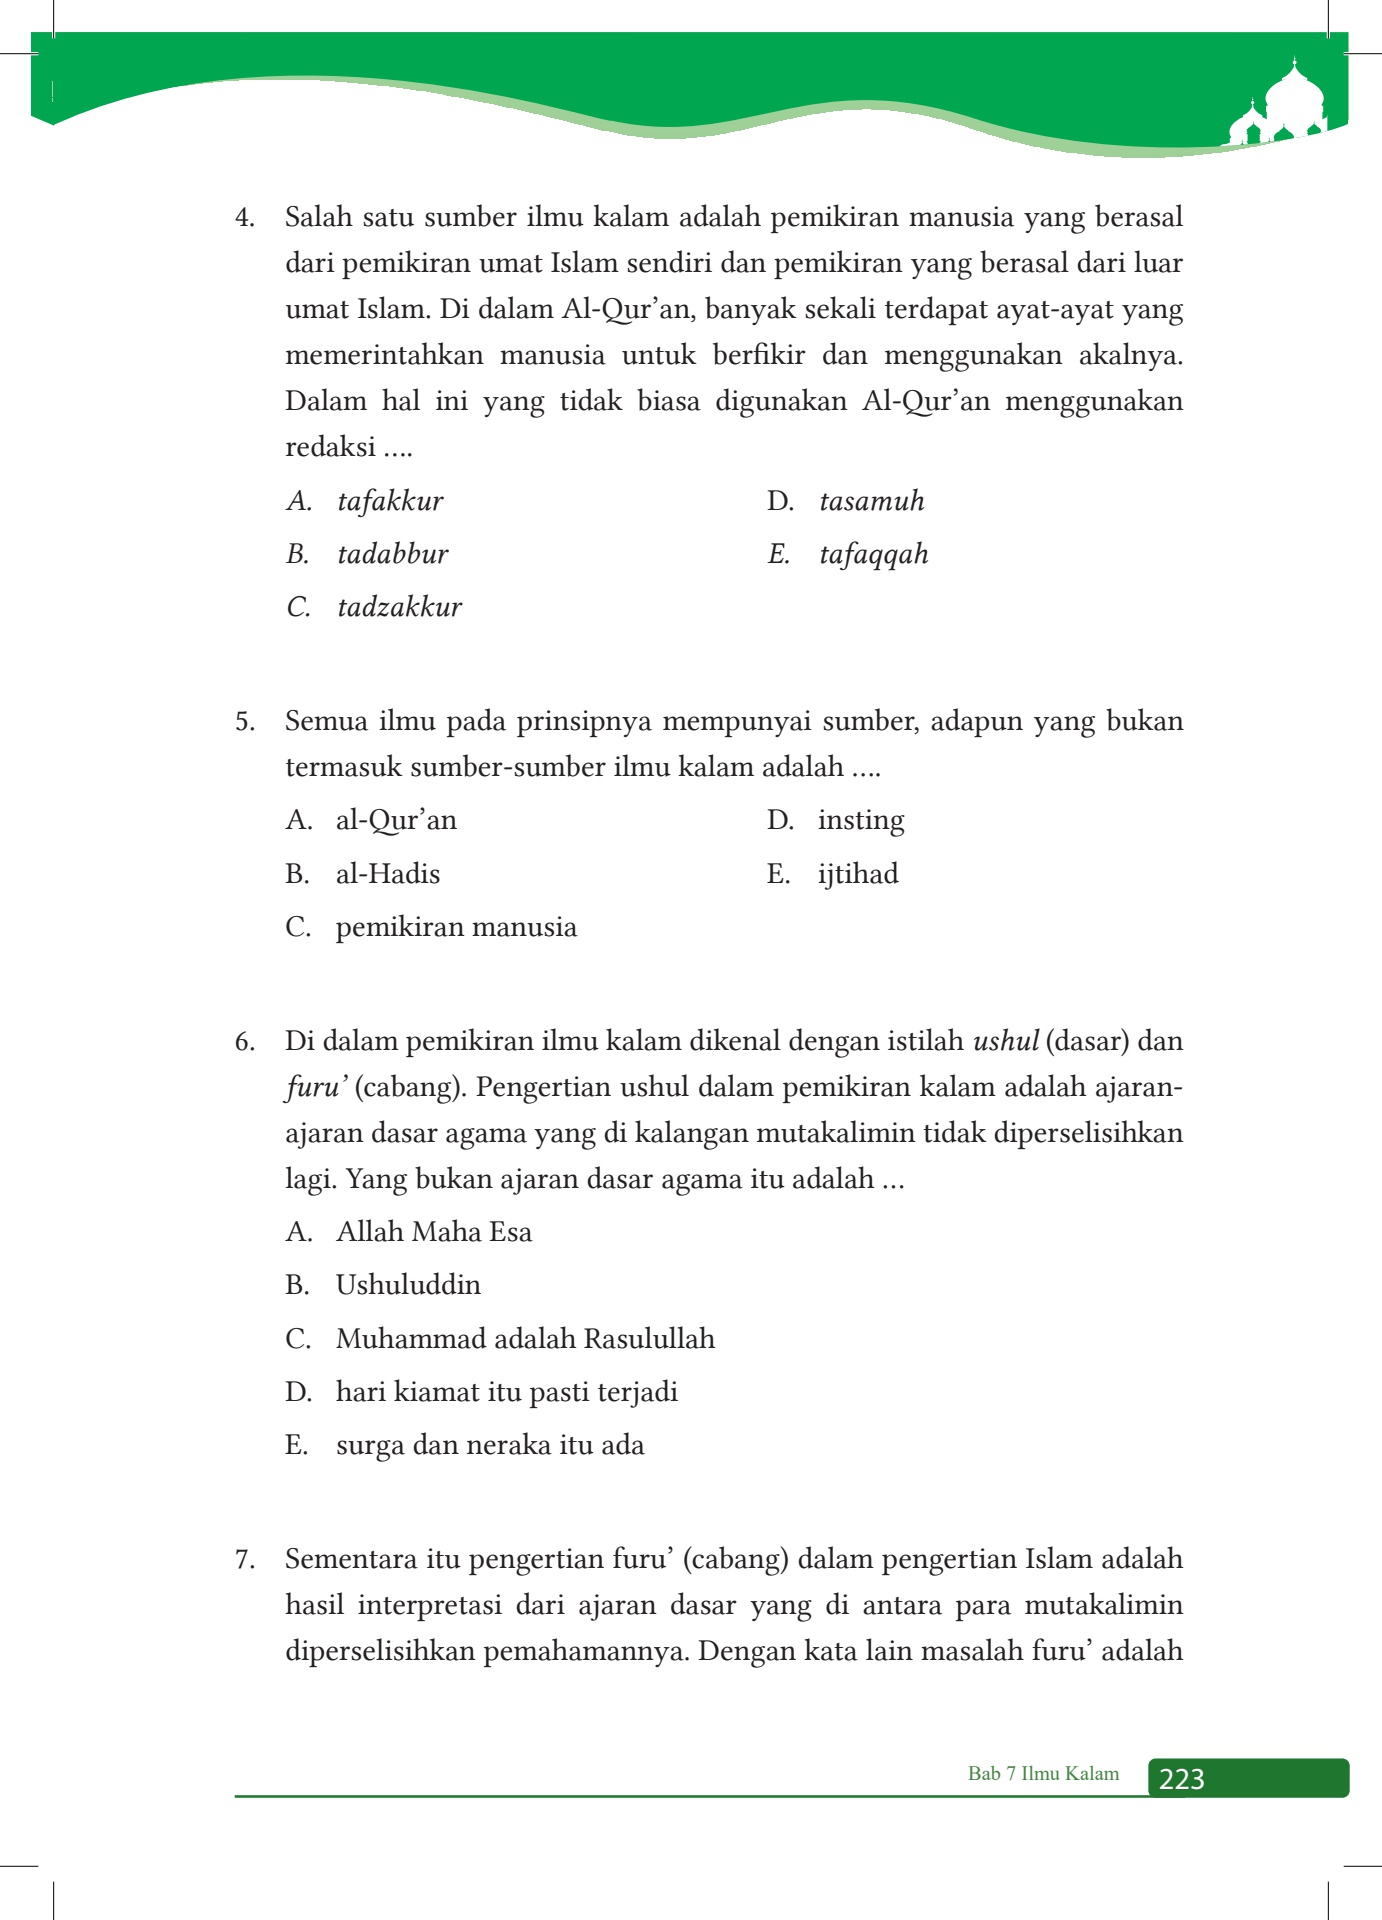 4. Salah satu sumber ilmu kalam adalah pemikiran manusia yang berasal
dari pemikiran umat Islam sendiri dan pemikiran yang berasal dari luar
umat Islam. Di dalam Al-Qur’an, banyak sekali terdapat ayat-ayat yang
memerintahkan manusia untuk berfikir dan menggunakan akalnya.
Dalam hal ini yang tidak biasa digunakan Al-Qur’an menggunakan
redaksi ....
A. tafakkur
B. tadabbur
C. tadzakkur
D. tasamuh
E. tafaqqah
5. Semua ilmu pada prinsipnya mempunyai sumber, adapun yang bukan
termasuk sumber-sumber ilmu kalam adalah ....
A. al-Qur’an
B. al-Hadis
C. pemikiran manusia
D. insting
E. ijtihad
6. Di dalam pemikiran ilmu kalam dikenal dengan istilah ushul (dasar) dan
furu’ (cabang). Pengertian ushul dalam pemikiran kalam adalah ajaran-
ajaran dasar agama yang di kalangan mutakalimin tidak diperselisihkan
lagi. Yang bukan ajaran dasar agama itu adalah ...
A. Allah Maha Esa
B. Ushuluddin
C. Muhammad adalah Rasulullah
D. hari kiamat itu pasti terjadi
E. surga dan neraka itu ada
7. Sementara itu pengertian furu’ (cabang) dalam pengertian Islam adalah
hasil interpretasi dari ajaran dasar yang di antara para mutakalimin
diperselisihkan pemahamannya. Dengan kata lain masalah furu’ adalah
Bab 7 Ilmu Kalam 223